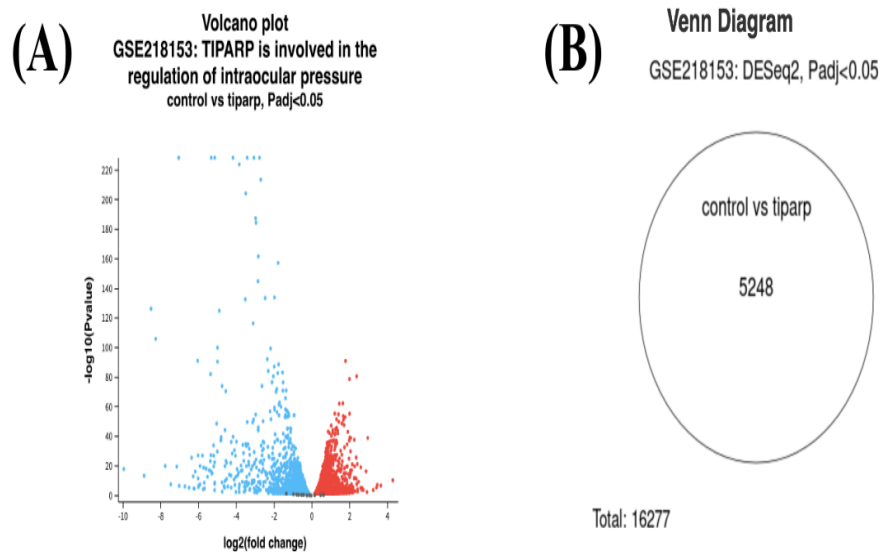 (A)
Volcano plot
GSE218153: TIPARP is involved in the
regulation of intraocular pressure
control vs tiparp, Padj<0.05
-log10(Pvalue)
220
200
180
160
140
120
100
80
60
40
20
0
-10 -8 -6 -4 -2 0 2 4
log2(fold change)
(B)
Venn Diagram
GSE218153: DESeq2, Padj<0.05
control vs tiparp
5248
Total: 16277